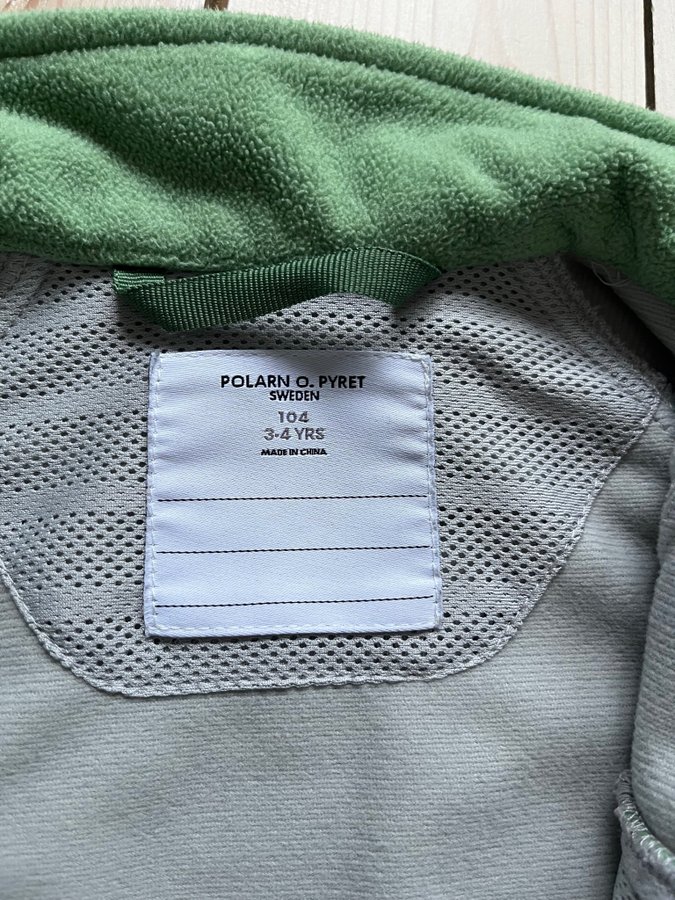 POLARN O. PYRET
SWEDEN
104
3-4 YRS
MADE IN CHINA